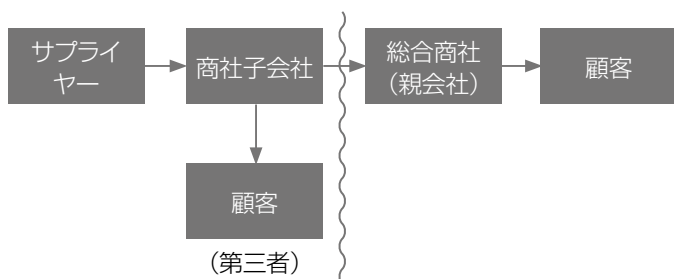 サプライ
ヤー
商社子会社
総合商社
（親会社）
顧客
顧客
（第三者）